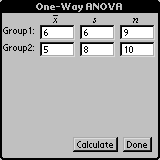 One-Way ANOVA
x̄ s n
Group1: 6 6 9
Group2: 5 8 10
Calculate Done